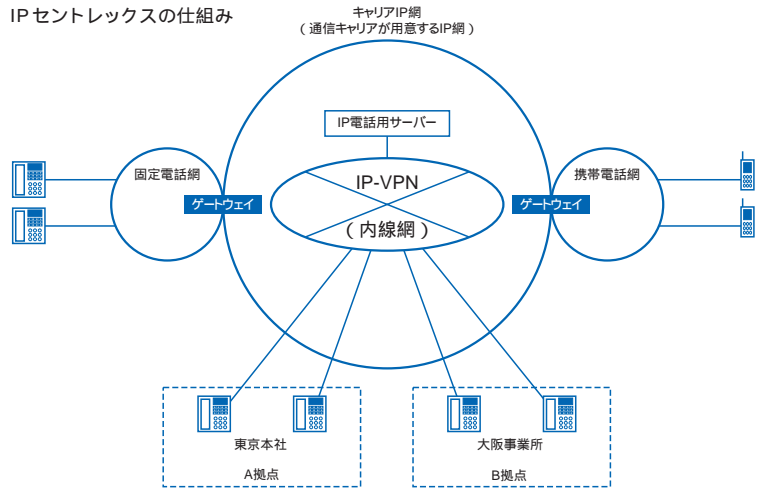 IPセントレックスの仕組み
キャリアIP網
(通信キャリアが用意するIP網)
IP電話用サーバー
固定電話網
IP-VPN
携帯電話網
ゲートウェイ
ゲートウェイ
(内線網)
東京本社
大阪事業所
A拠点
B拠点